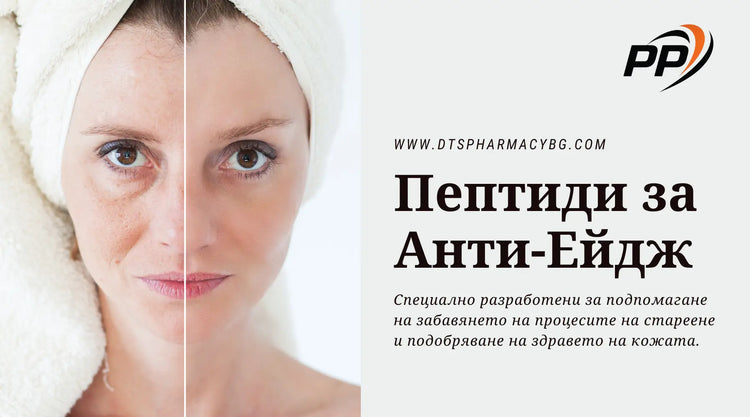 PP
WWW.DTSPHARMACYBG.COM
Пептиди за
Анти-Ейдж
Специално разработени за подпомагане
на забавянето на процесите на стареене
и подобряване на здравето на кожата.